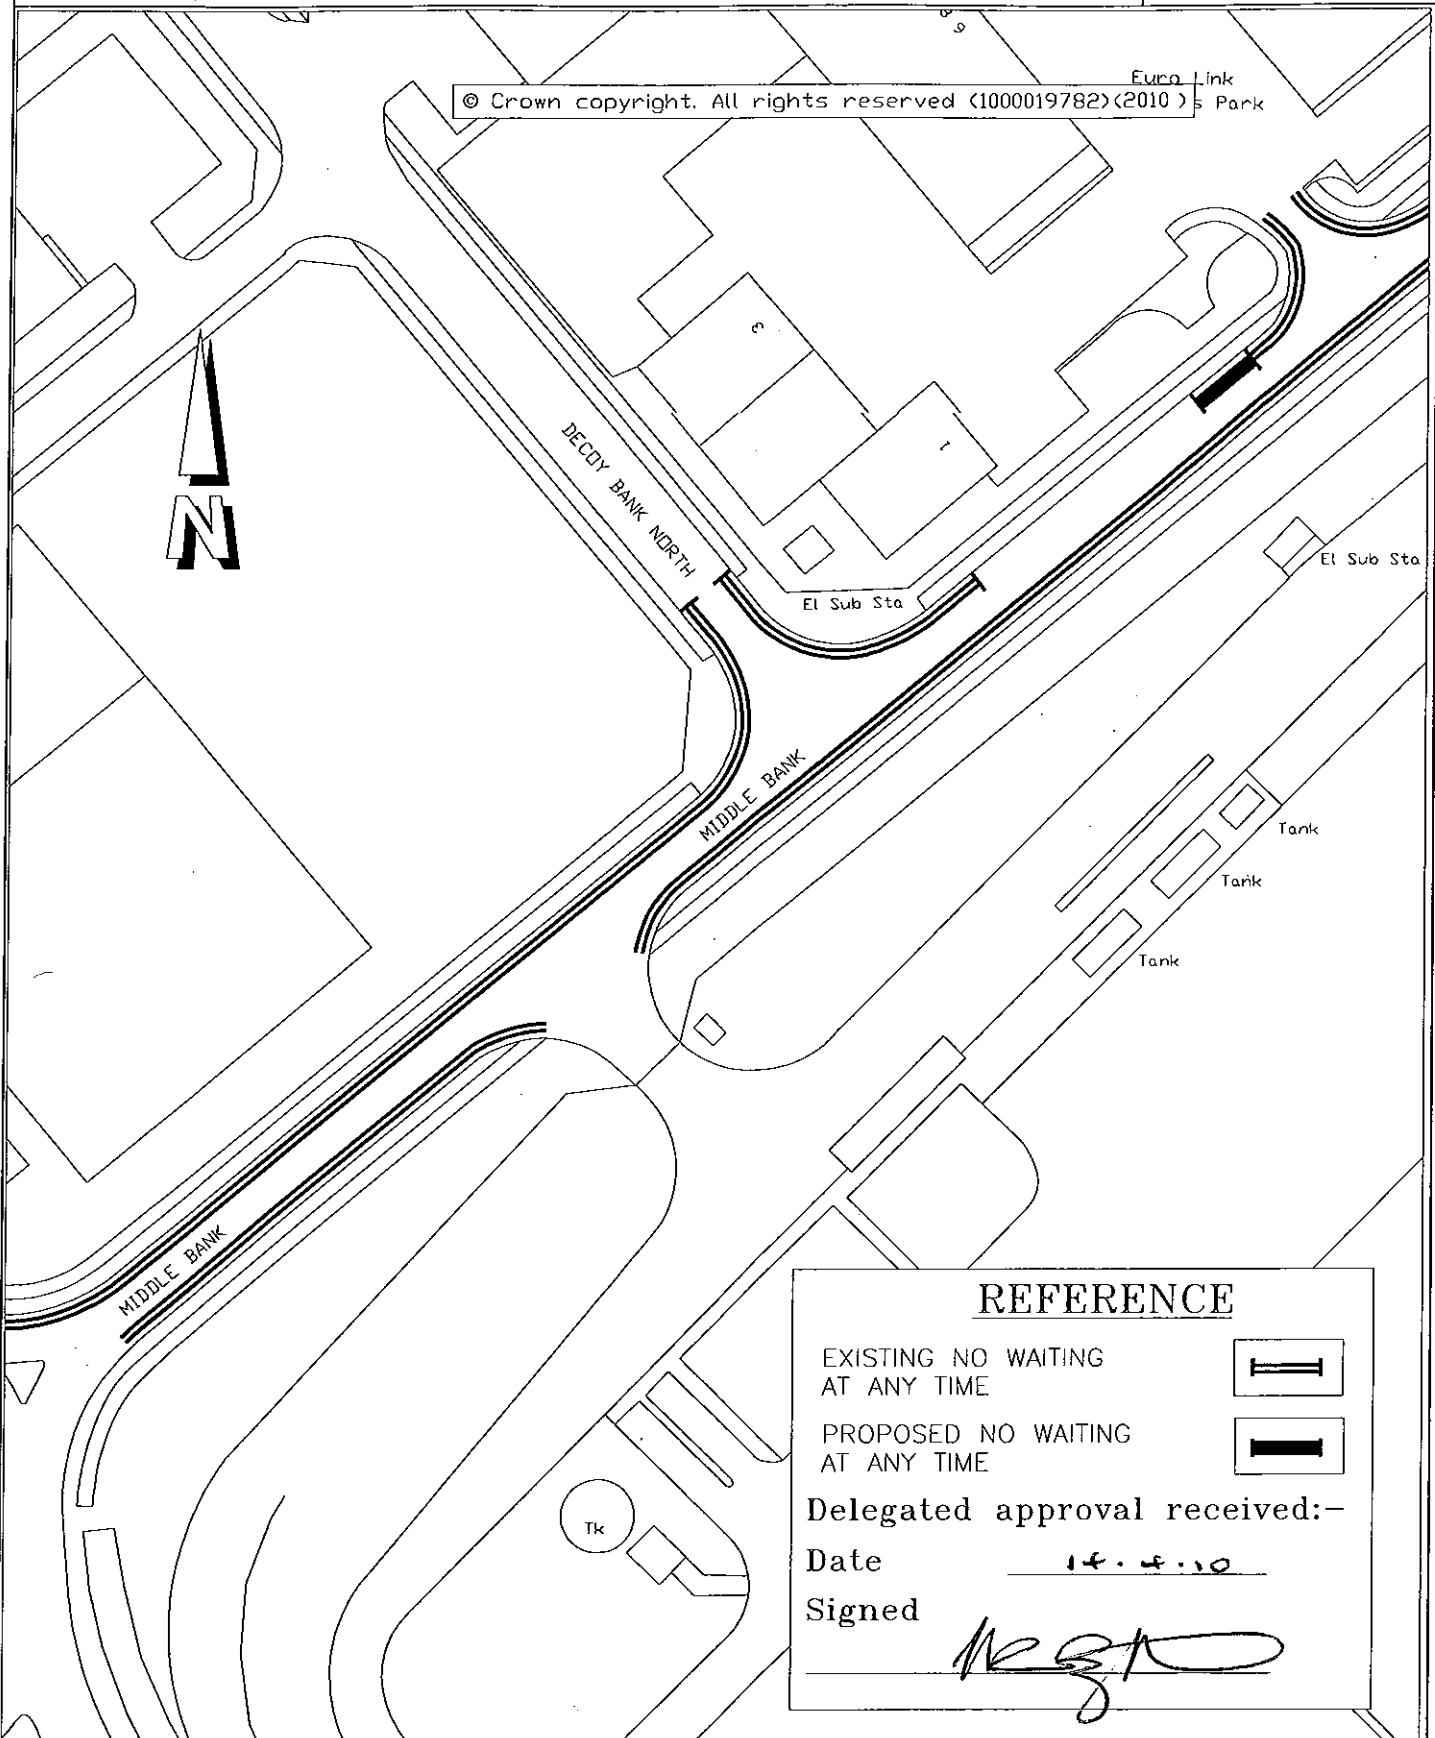 Euro Link
© Crown copyright. All rights reserved (1000019782)(2010 )
s Park
3
1
DECOY BANK NORTH
N
El Sub Sta
El Sub Sta
MIDDLE BANK
Tank
Tank
Tank
MIDDLE BANK
Tk
REFERENCE
EXISTING NO WAITING
AT ANY TIME
PROPOSED NO WAITING
AT ANY TIME
Delegated approval received:-
Date 14.4.10
Signed